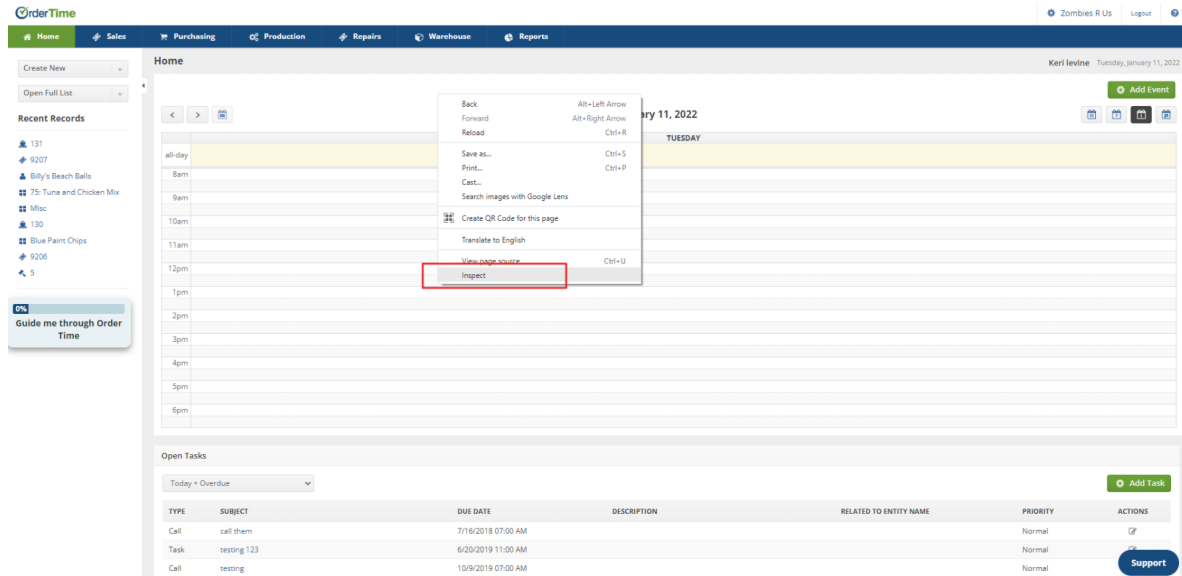 OrderTime
Zombies R Us Logout
Home Sales Purchasing Production Repairs Warehouse Reports
Create New
Open Full List
Recent Records
131
9207
Billy's Beach Balls
75: Tuna and Chicken Mix
Misc
130
Blue Paint Chips
9206
5
0%
Guide me through Order
Time
Home
Keri levine Tuesday, January 11, 2022
Add Event
ary 11, 2022
TUESDAY
all-day
8am
9am
10am
11am
12pm
1pm
2pm
3pm
4pm
5pm
6pm
Back Alt+Left Arrow
Forward Alt+Right Arrow
Reload Ctrl+R
Save as... Ctrl+S
Print... Ctrl+P
Cast...
Search images with Google Lens
Create QR Code for this page
Translate to English
View page source Ctrl+U
Inspect
Open Tasks
Today + Overdue
Add Task
TYPE SUBJECT DUE DATE DESCRIPTION RELATED TO ENTITY NAME PRIORITY ACTIONS
Call call them 7/16/2018 07:00 AM Normal
Task testing 123 6/20/2019 11:00 AM Normal
Call testing 10/9/2019 07:00 AM Normal
Support